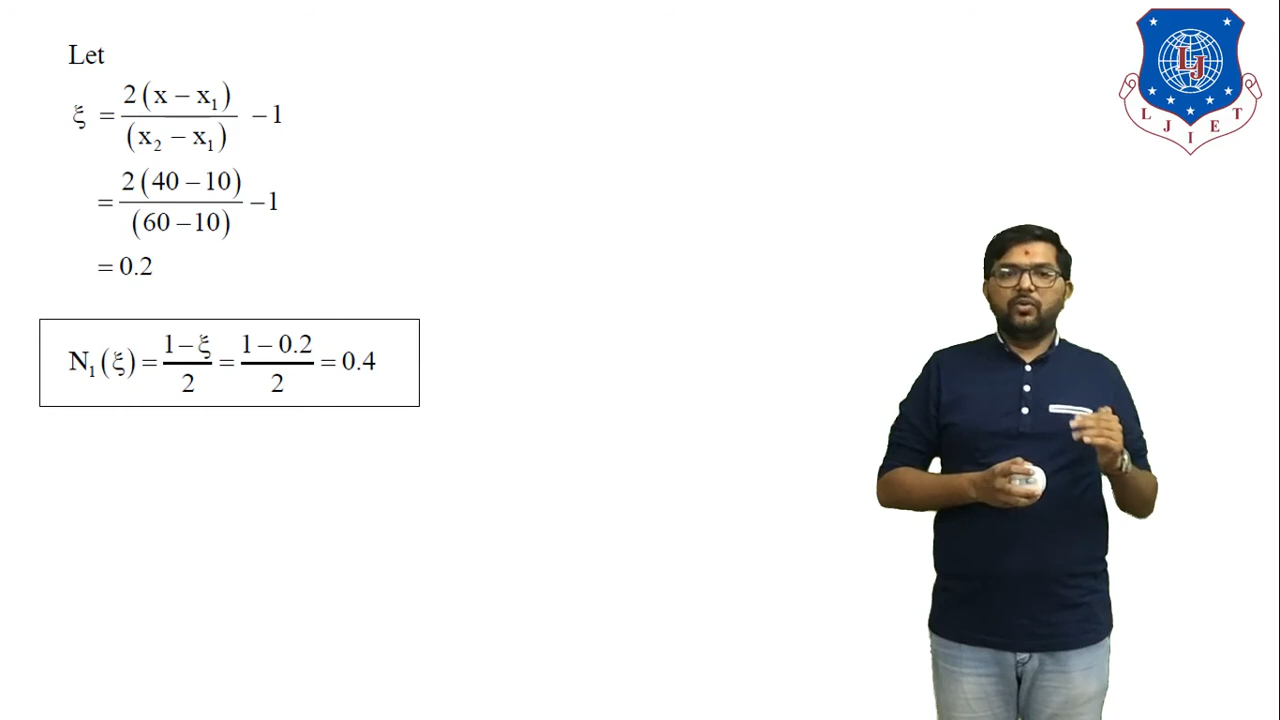 Let
ξ = 2(x − x₁) / (x₂ − x₁) − 1
= 2(40 − 10) / (60 − 10) − 1
= 0.2
N₁(ξ) = 1−ξ / 2 = 1 − 0.2 / 2 = 0.4
LJ
L J I E T